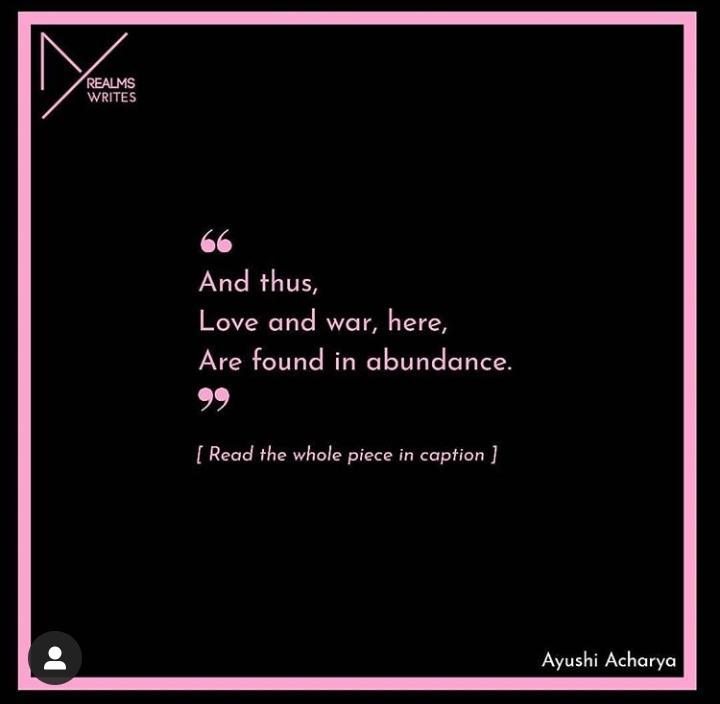 REALMS
WRITES
“
And thus,
Love and war, here,
Are found in abundance.
”
[ Read the whole piece in caption ]
Ayushi Acharya